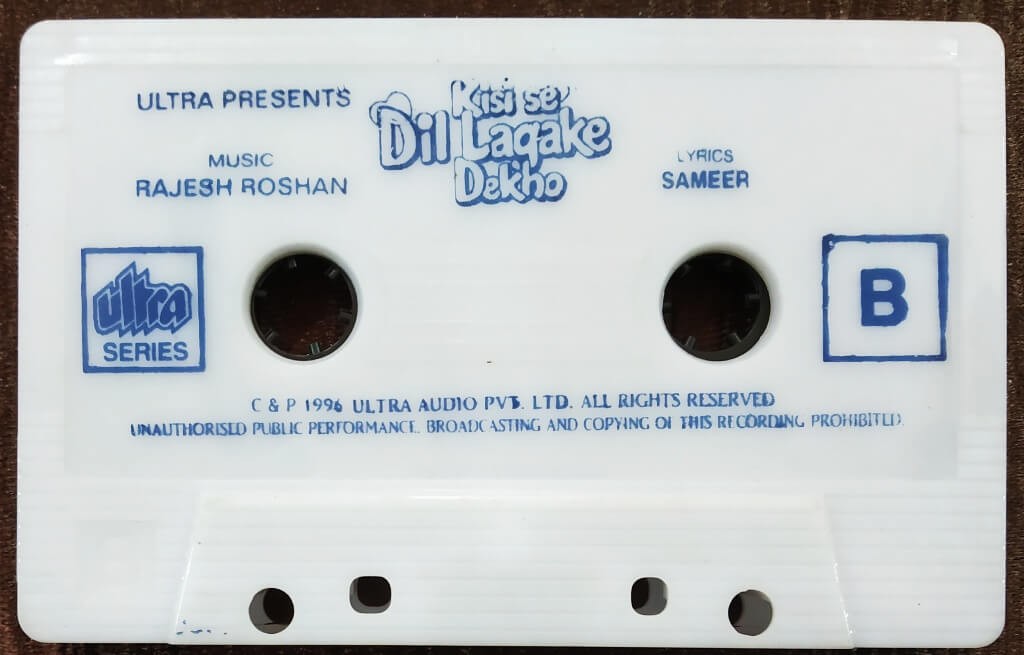 ULTRA PRESENTS
Kisi se
Dil Lagake
Dekho
MUSIC
RAJESH ROSHAN
LYRICS
SAMEER
ultra
SERIES
B
C & P 1996 ULTRA AUDIO PVT. LTD. ALL RIGHTS RESERVED
UNAUTHORISED PUBLIC PERFORMANCE. BROADCASTING AND COPYING OF THIS RECORDING PROHIBITED.